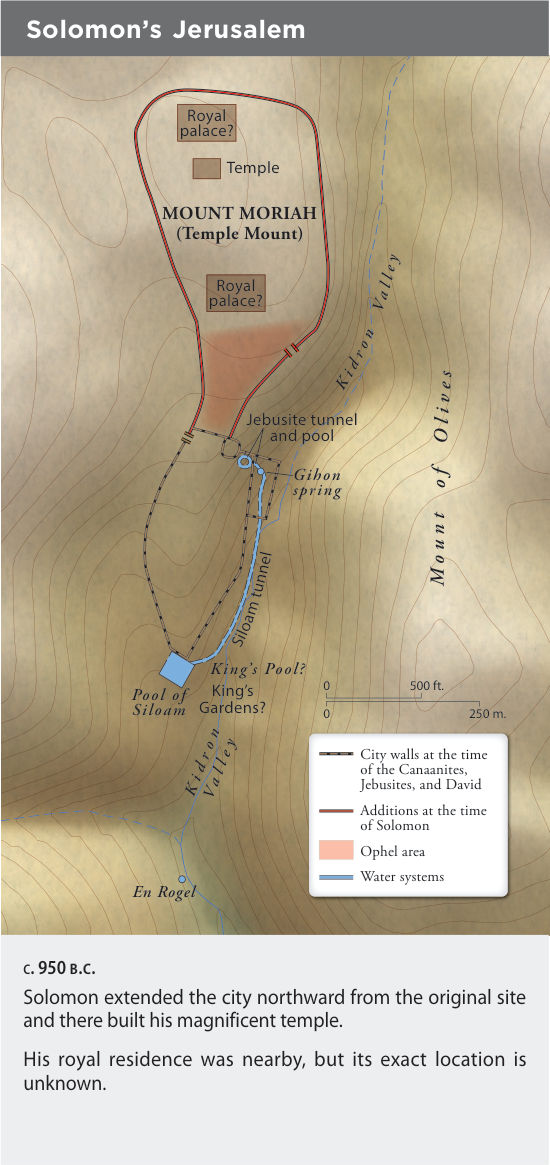 Solomon's Jerusalem
Royal
palace?
Temple
MOUNT MORIAH
(Temple Mount)
Royal
palace?
Kidron Valley
Mount of Olives
Jebusite tunnel
and pool
Gihon
spring
Siloam tunnel
King's Pool?
Pool of
Siloam
King's
Gardens?
0 500 ft.
0 250 m.
Kidron
Valley
En Rogel
City walls at the time
of the Canaanites,
Jebusites, and David
Additions at the time
of Solomon
Ophel area
Water systems
C. 950 B.C.
Solomon extended the city northward from the original site
and there built his magnificent temple.
His royal residence was nearby, but its exact location is
unknown.